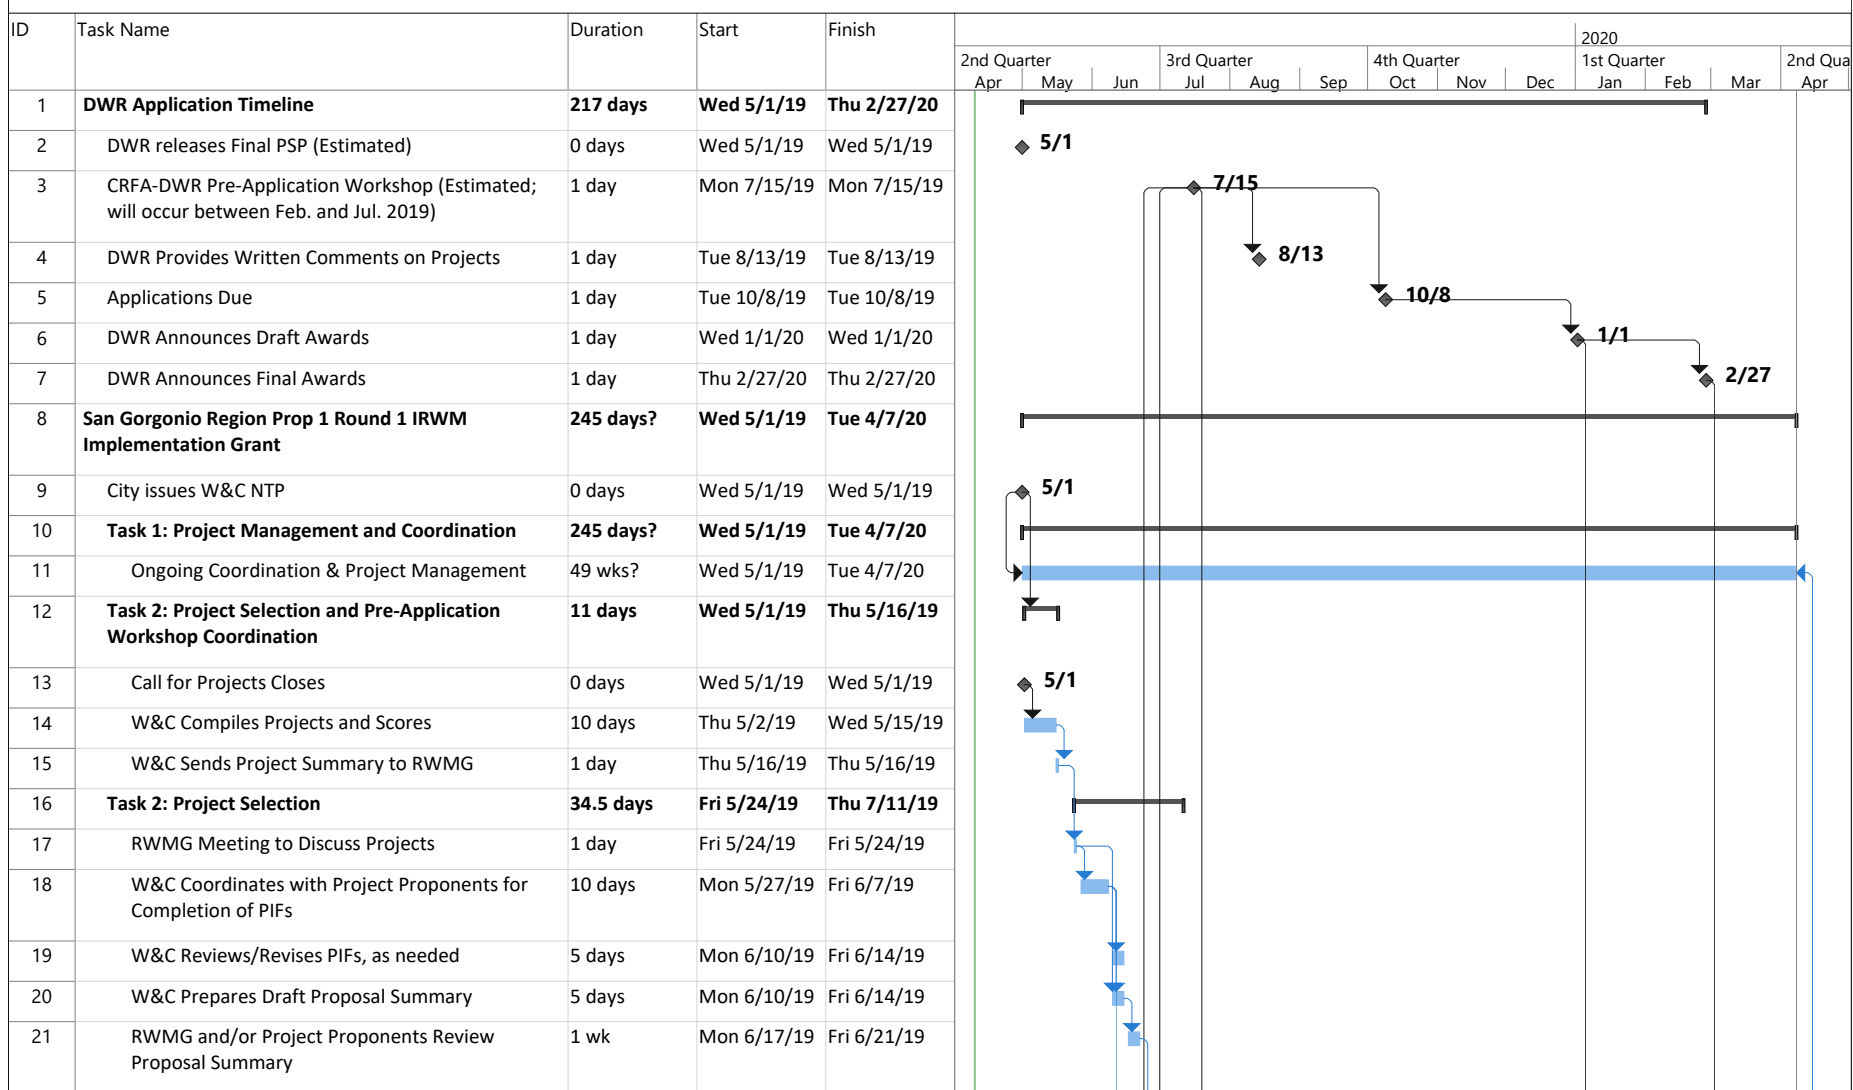 ID Task Name Duration Start Finish
2020
2nd Quarter 3rd Quarter 4th Quarter 1st Quarter 2nd Qua
Apr May Jun Jul Aug Sep Oct Nov Dec Jan Feb Mar Apr
1 DWR Application Timeline 217 days Wed 5/1/19 Thu 2/27/20
2 DWR releases Final PSP (Estimated) 0 days Wed 5/1/19 Wed 5/1/19 5/1
3 CRFA-DWR Pre-Application Workshop (Estimated; 1 day Mon 7/15/19 Mon 7/15/19 7/15
will occur between Feb. and Jul. 2019)
4 DWR Provides Written Comments on Projects 1 day Tue 8/13/19 Tue 8/13/19 8/13
5 Applications Due 1 day Tue 10/8/19 Tue 10/8/19 10/8
6 DWR Announces Draft Awards 1 day Wed 1/1/20 Wed 1/1/20 1/1
7 DWR Announces Final Awards 1 day Thu 2/27/20 Thu 2/27/20 2/27
8 San Gorgonio Region Prop 1 Round 1 IRWM 245 days? Wed 5/1/19 Tue 4/7/20
Implementation Grant
9 City issues W&C NTP 0 days Wed 5/1/19 Wed 5/1/19 5/1
10 Task 1: Project Management and Coordination 245 days? Wed 5/1/19 Tue 4/7/20
11 Ongoing Coordination & Project Management 49 wks? Wed 5/1/19 Tue 4/7/20
12 Task 2: Project Selection and Pre-Application 11 days Wed 5/1/19 Thu 5/16/19
Workshop Coordination
13 Call for Projects Closes 0 days Wed 5/1/19 Wed 5/1/19 5/1
14 W&C Compiles Projects and Scores 10 days Thu 5/2/19 Wed 5/15/19
15 W&C Sends Project Summary to RWMG 1 day Thu 5/16/19 Thu 5/16/19
16 Task 2: Project Selection 34.5 days Fri 5/24/19 Thu 7/11/19
17 RWMG Meeting to Discuss Projects 1 day Fri 5/24/19 Fri 5/24/19
18 W&C Coordinates with Project Proponents for 10 days Mon 5/27/19 Fri 6/7/19
Completion of PIFs
19 W&C Reviews/Revises PIFs, as needed 5 days Mon 6/10/19 Fri 6/14/19
20 W&C Prepares Draft Proposal Summary 5 days Mon 6/10/19 Fri 6/14/19
21 RWMG and/or Project Proponents Review 1 wk Mon 6/17/19 Fri 6/21/19
Proposal Summary